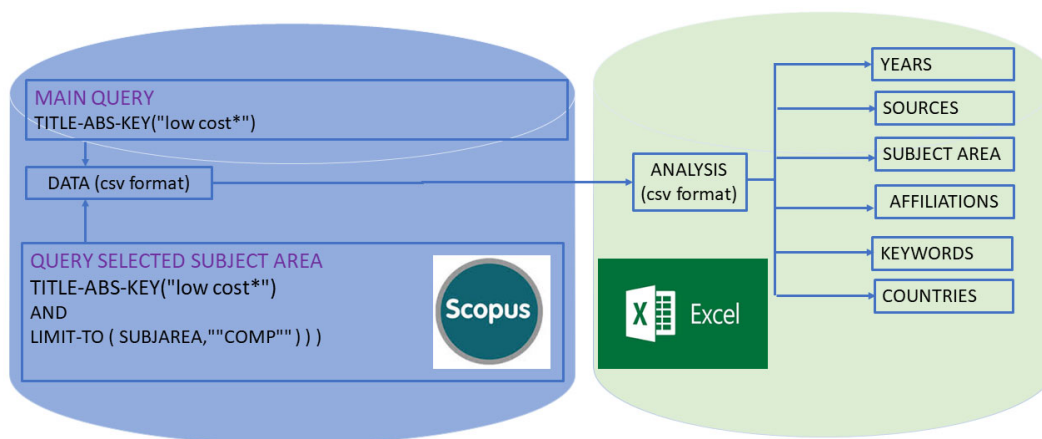 MAIN QUERY
TITLE-ABS-KEY("low cost*")
DATA (csv format)
QUERY SELECTED SUBJECT AREA
TITLE-ABS-KEY("low cost*")
AND
LIMIT-TO ( SUBJAREA,""COMP"" ) ) )
Scopus
ANALYSIS
(csv format)
X Excel
YEARS
SOURCES
SUBJECT AREA
AFFILIATIONS
KEYWORDS
COUNTRIES